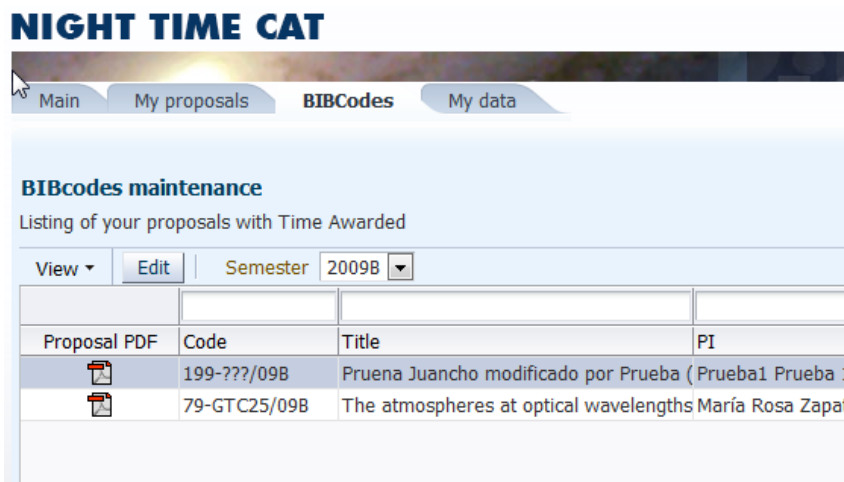 NIGHT TIME CAT
Main My proposals BIBCodes My data
BIBcodes maintenance
Listing of your proposals with Time Awarded
View Edit Semester 2009B
Proposal PDF Code Title PI
199-???/09B Pruena Juancho modificado por Prueba ( Prueba1 Prueba
79-GTC25/09B The atmospheres at optical wavelengths María Rosa Zapat